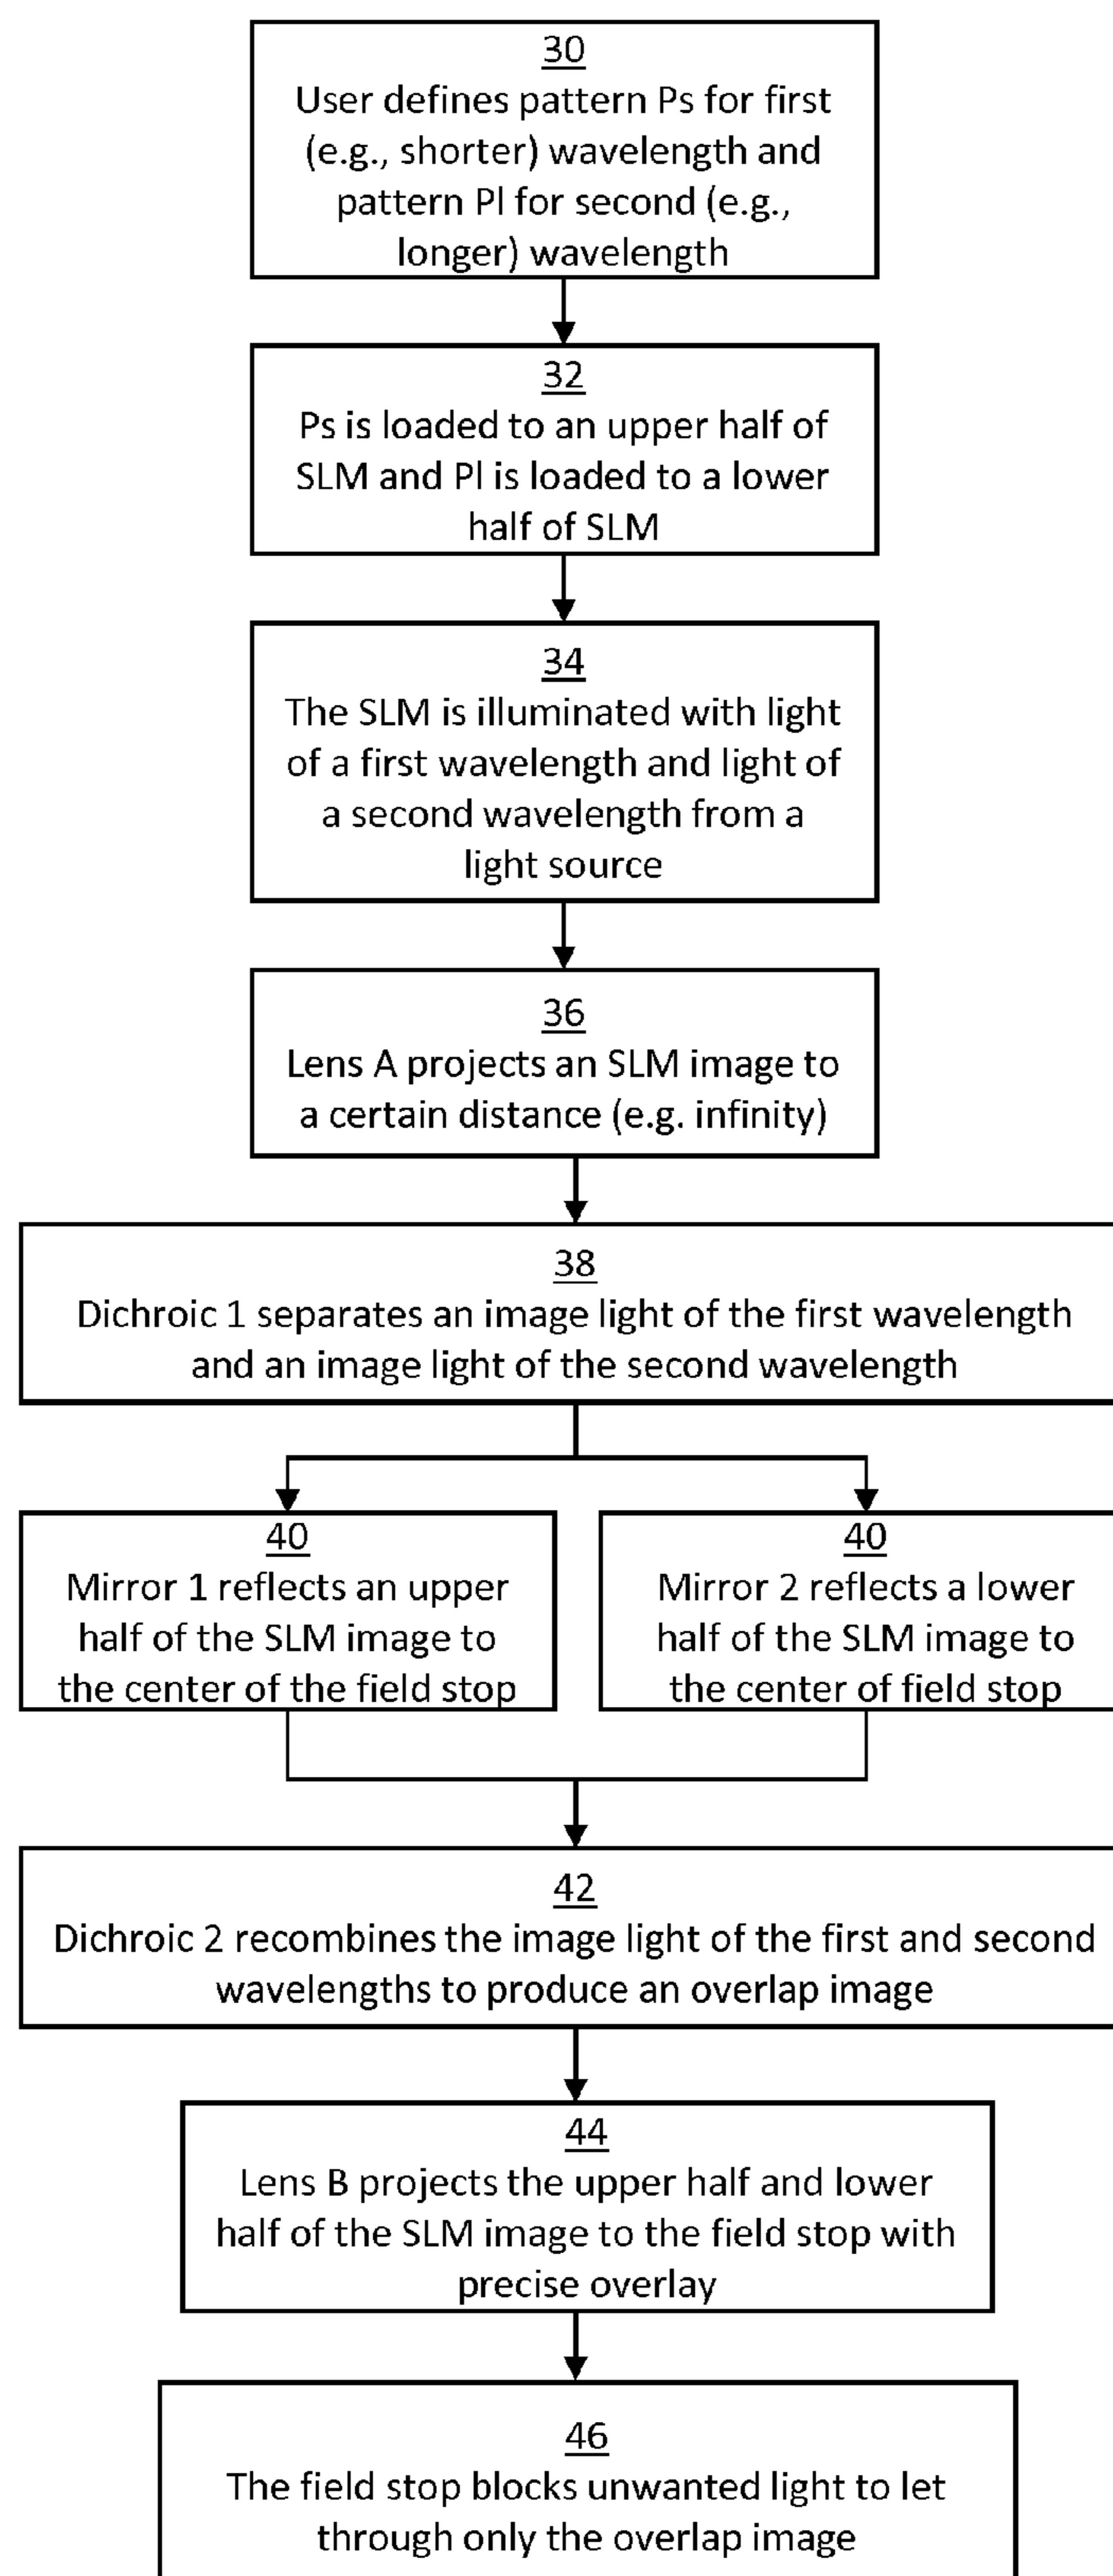 30
User defines pattern Ps for first
(e.g., shorter) wavelength and
pattern Pl for second (e.g.,
longer) wavelength
32
Ps is loaded to an upper half of
SLM and Pl is loaded to a lower
half of SLM
34
The SLM is illuminated with light
of a first wavelength and light of
a second wavelength from a
light source
36
Lens A projects an SLM image to
a certain distance (e.g. infinity)
38
Dichroic 1 separates an image light of the first wavelength
and an image light of the second wavelength
40
Mirror 1 reflects an upper
half of the SLM image to
the center of the field stop
40
Mirror 2 reflects a lower
half of the SLM image to
the center of field stop
42
Dichroic 2 recombines the image light of the first and second
wavelengths to produce an overlap image
44
Lens B projects the upper half and lower
half of the SLM image to the field stop with
precise overlay
46
The field stop blocks unwanted light to let
through only the overlap image